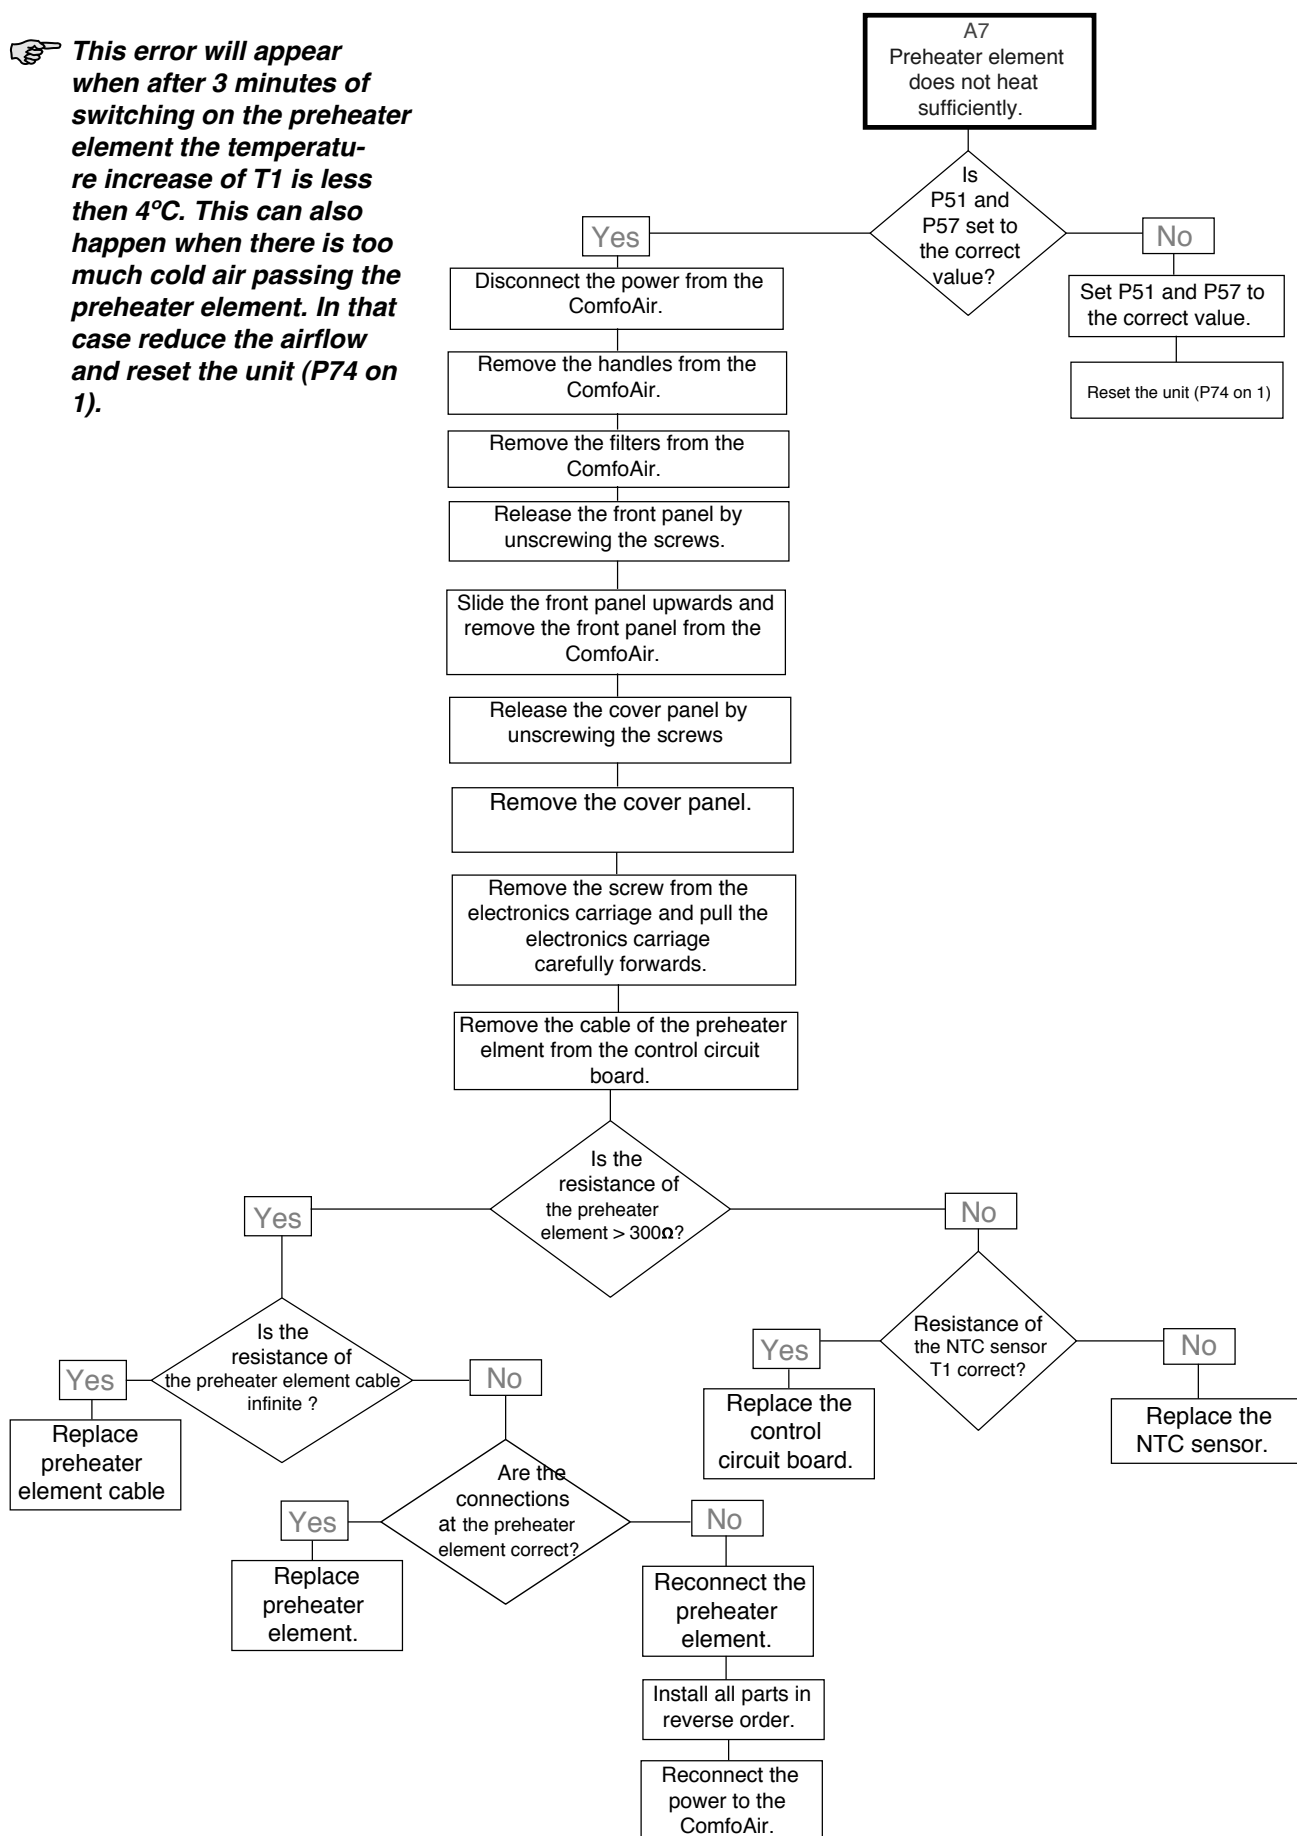 This error will appear
when after 3 minutes of
switching on the preheater
element the temperatu-
re increase of T1 is less
then 4ºC. This can also
happen when there is too
much cold air passing the
preheater element. In that
case reduce the airflow
and reset the unit (P74 on
1).
A7
Preheater element
does not heat
sufficiently.
Is
P51 and
P57 set to
the correct
value?
Yes
No
Set P51 and P57 to
the correct value.
Reset the unit (P74 on 1)
Disconnect the power from the
ComfoAir.
Remove the handles from the
ComfoAir.
Remove the filters from the
ComfoAir.
Release the front panel by
unscrewing the screws.
Slide the front panel upwards and
remove the front panel from the
ComfoAir.
Release the cover panel by
unscrewing the screws
Remove the cover panel.
Remove the screw from the
electronics carriage and pull the
electronics carriage
carefully forwards.
Remove the cable of the preheater
elment from the control circuit
board.
Is the
resistance of
the preheater
element > 300Ω?
Yes
No
Is the
resistance of
the preheater element cable
infinite ?
Yes
No
Replace
preheater
element cable
Are the
connections
at the preheater
element correct?
Yes
No
Replace
preheater
element.
Reconnect the
preheater
element.
Install all parts in
reverse order.
Reconnect the
power to the
ComfoAir.
Resistance of
the NTC sensor
T1 correct?
Yes
No
Replace the
control
circuit board.
Replace the
NTC sensor.